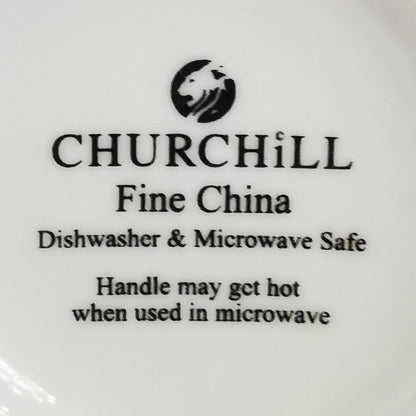 CHURCHiLL
Fine China
Dishwasher & Microwave Safe
Handle may get hot
when used in microwave